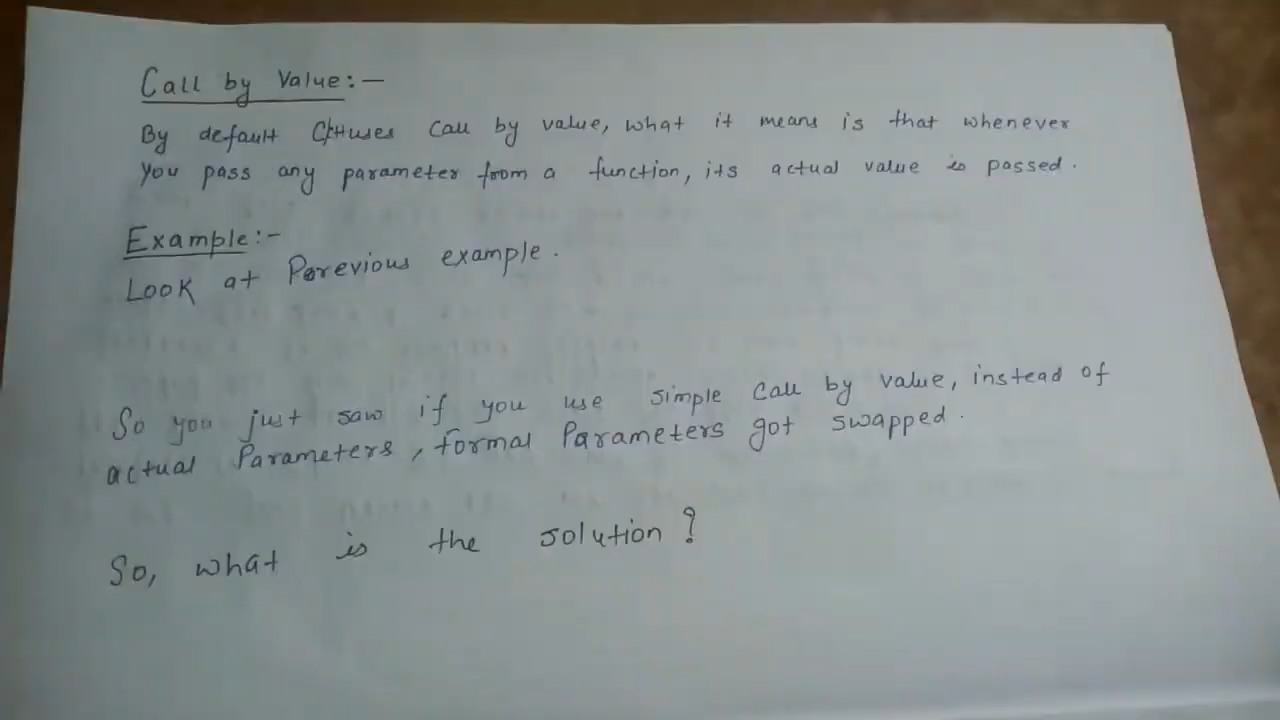 Call by Value:-
By default C++ uses call by value, what it means is that whenever
you pass any parameter from a function, its actual value is passed.
Example:-
Look at Porevious example.
So you just saw if you use simple call by value, instead of
actual Parameters, formal Parameters got swapped.
So, what is the solution?